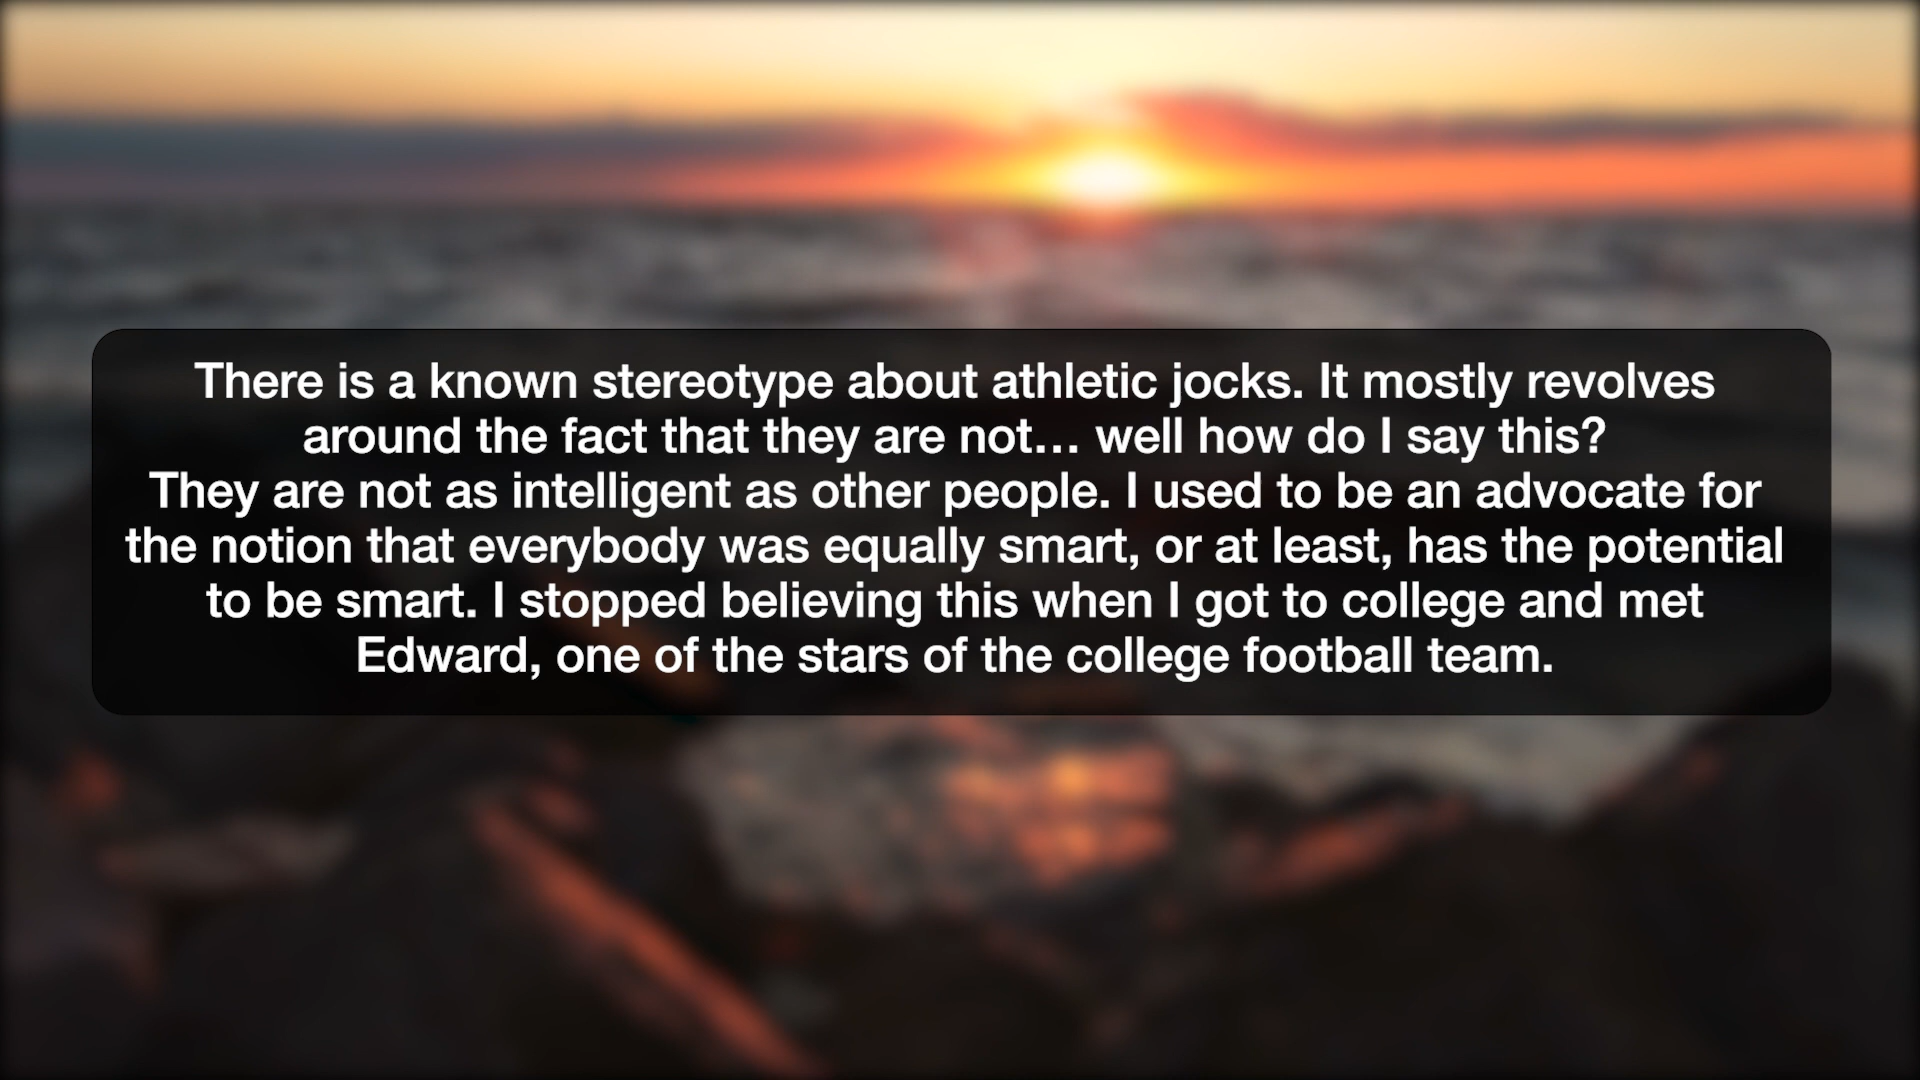 There is a known stereotype about athletic jocks. It mostly revolves
around the fact that they are not… well how do I say this?
They are not as intelligent as other people. I used to be an advocate for
the notion that everybody was equally smart, or at least, has the potential
to be smart. I stopped believing this when I got to college and met
Edward, one of the stars of the college football team.